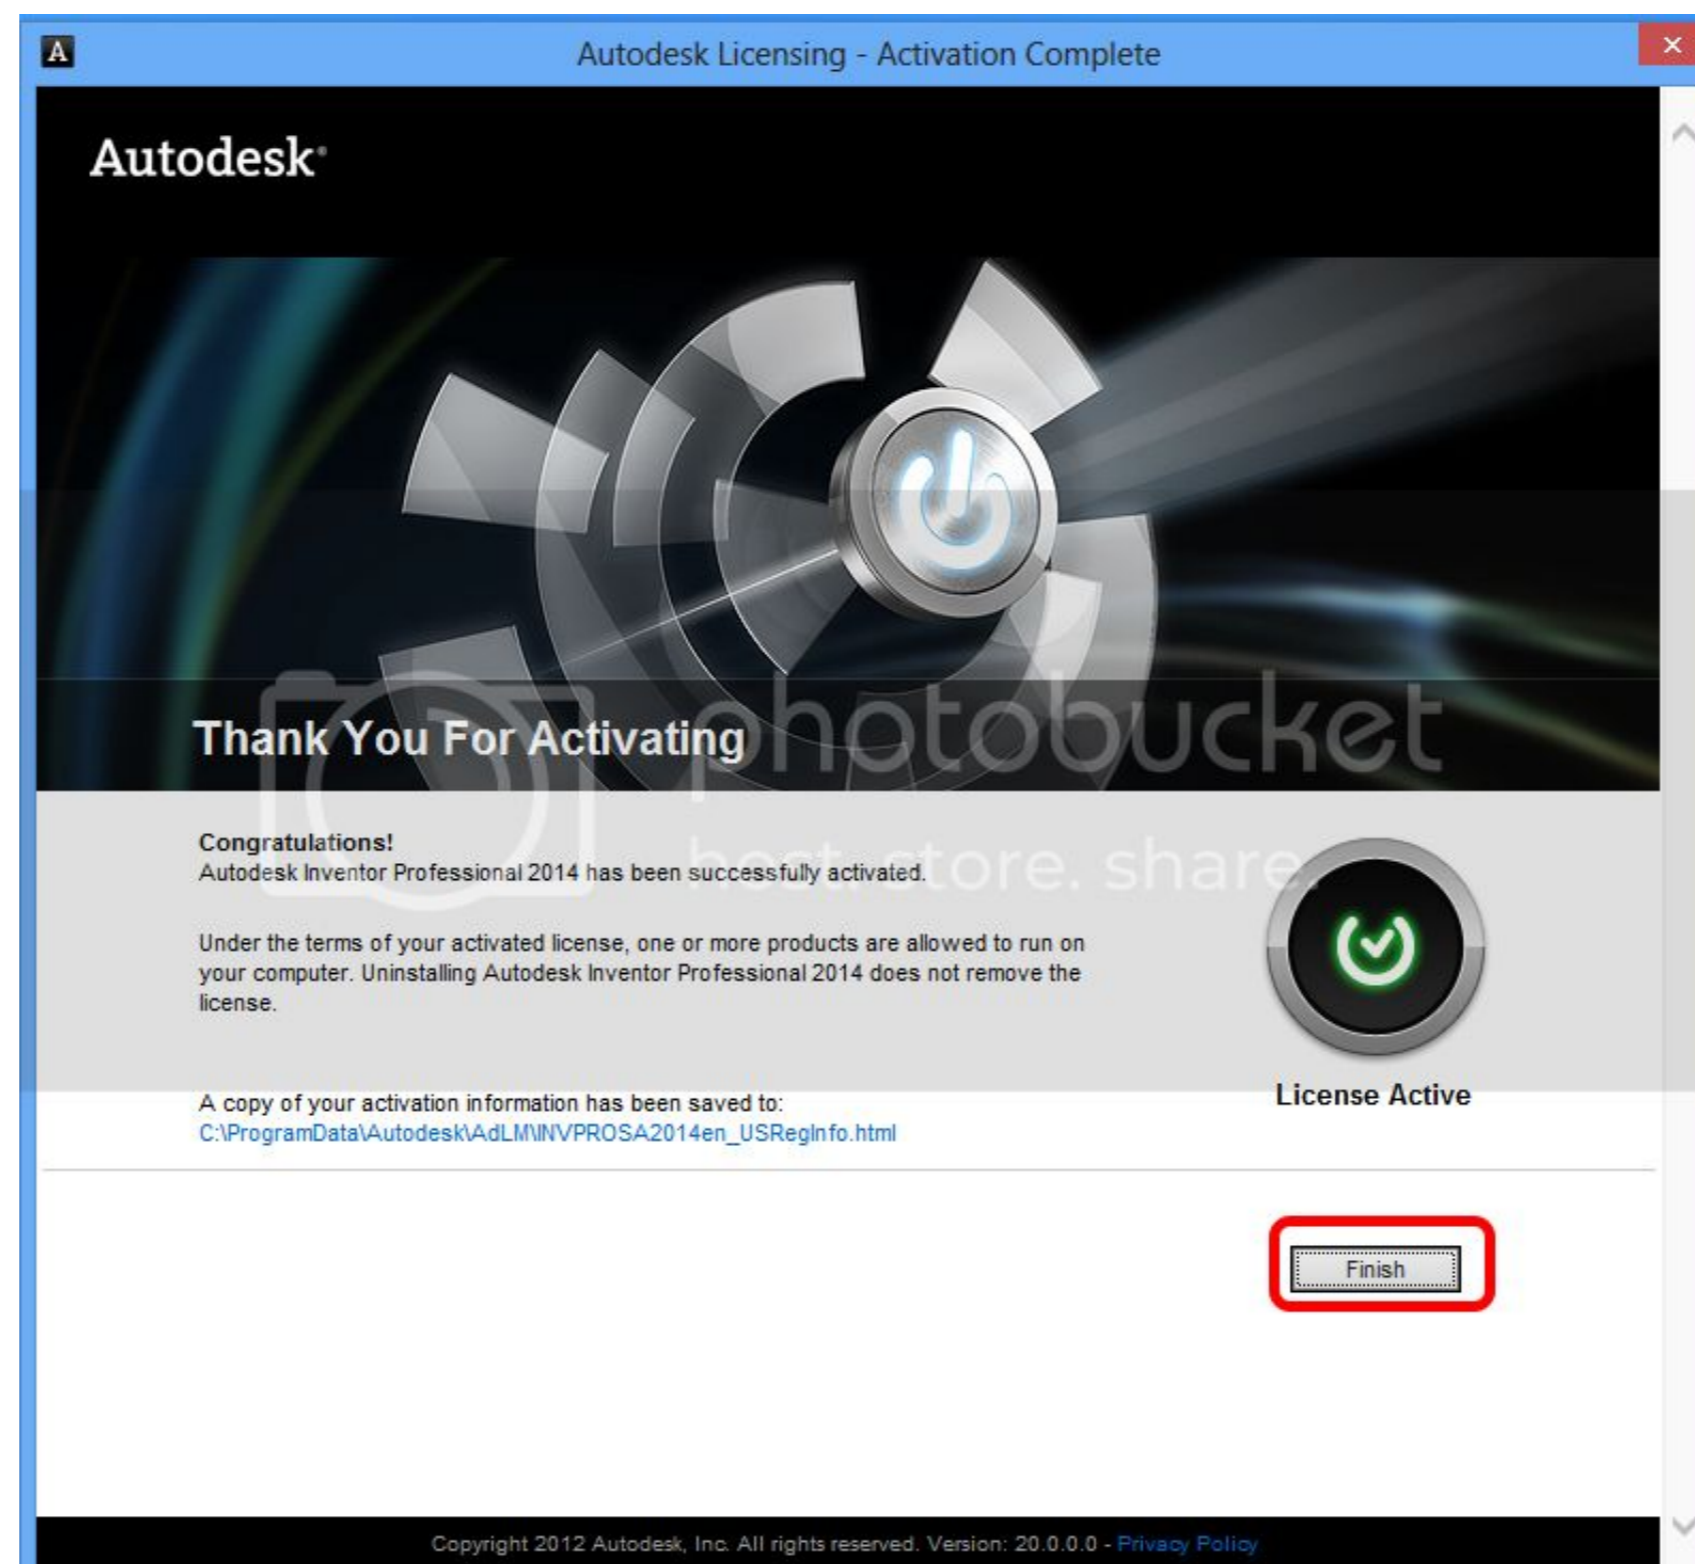 A
Autodesk Licensing - Activation Complete
Autodesk®
Thank You For Activating
photobucket
host. store. share.
Congratulations!
Autodesk Inventor Professional 2014 has been successfully activated.
Under the terms of your activated license, one or more products are allowed to run on
your computer. Uninstalling Autodesk Inventor Professional 2014 does not remove the
license.
License Active
A copy of your activation information has been saved to:
C:\ProgramData\Autodesk\AdLM\INVPROSA2014en_USRegInfo.html
Finish
Copyright 2012 Autodesk, Inc. All rights reserved. Version: 20.0.0.0 - Privacy Policy